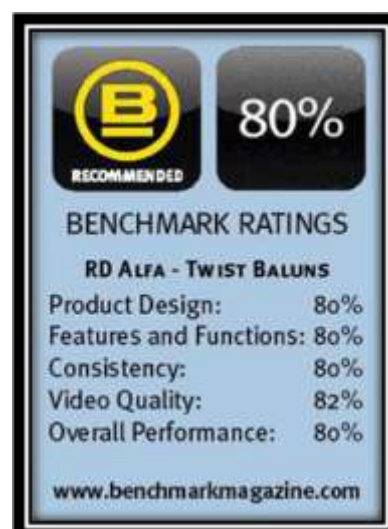 B
RECOMMENDED
80%
BENCHMARK RATINGS
RD ALFA - TWIST BALUNS
Product Design: 80%
Features and Functions: 80%
Consistency: 80%
Video Quality: 82%
Overall Performance: 80%
www.benchmarkmagazine.com